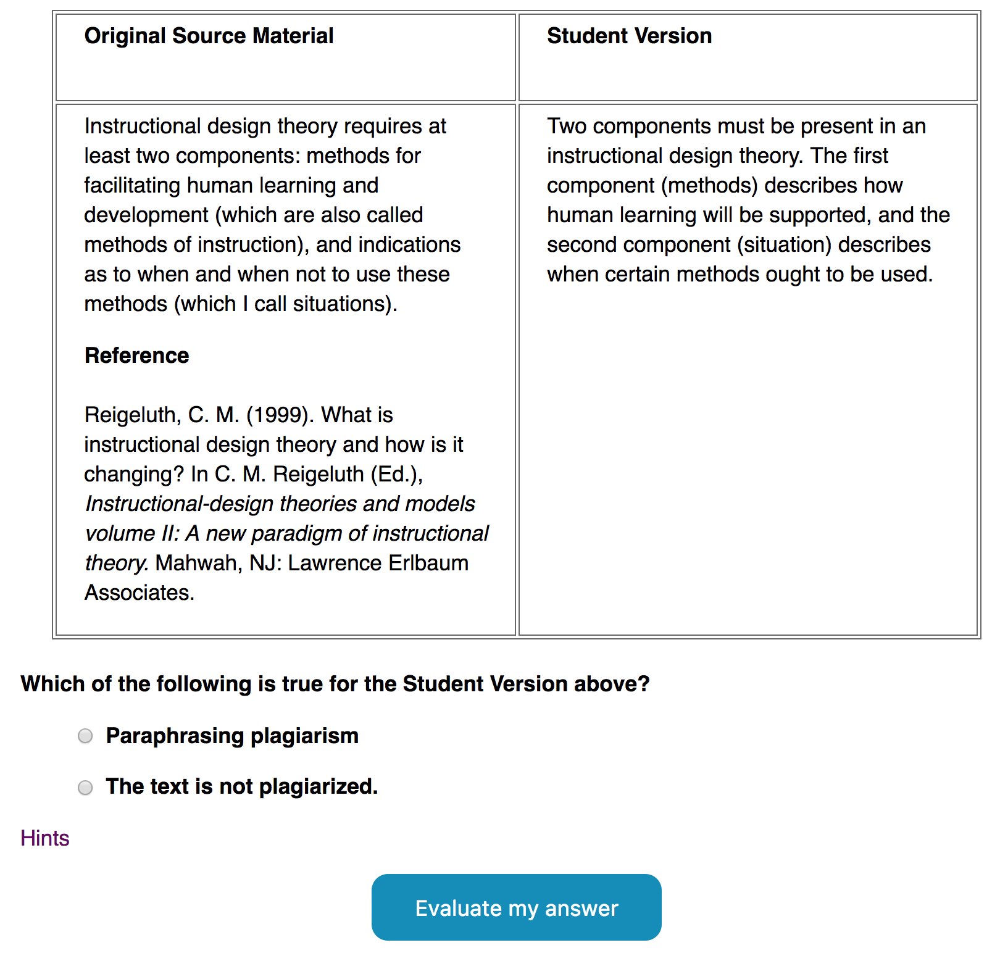 Original Source Material
Student Version
Instructional design theory requires at
least two components: methods for
facilitating human learning and
development (which are also called
methods of instruction), and indications
as to when and when not to use these
methods (which I call situations).
Reference
Reigeluth, C. M. (1999). What is
instructional design theory and how is it
changing? In C. M. Reigeluth (Ed.),
Instructional-design theories and models
volume II: A new paradigm of instructional
theory. Mahwah, NJ: Lawrence Erlbaum
Associates.
Two components must be present in an
instructional design theory. The first
component (methods) describes how
human learning will be supported, and the
second component (situation) describes
when certain methods ought to be used.
Which of the following is true for the Student Version above?
Paraphrasing plagiarism
The text is not plagiarized.
Hints
Evaluate my answer